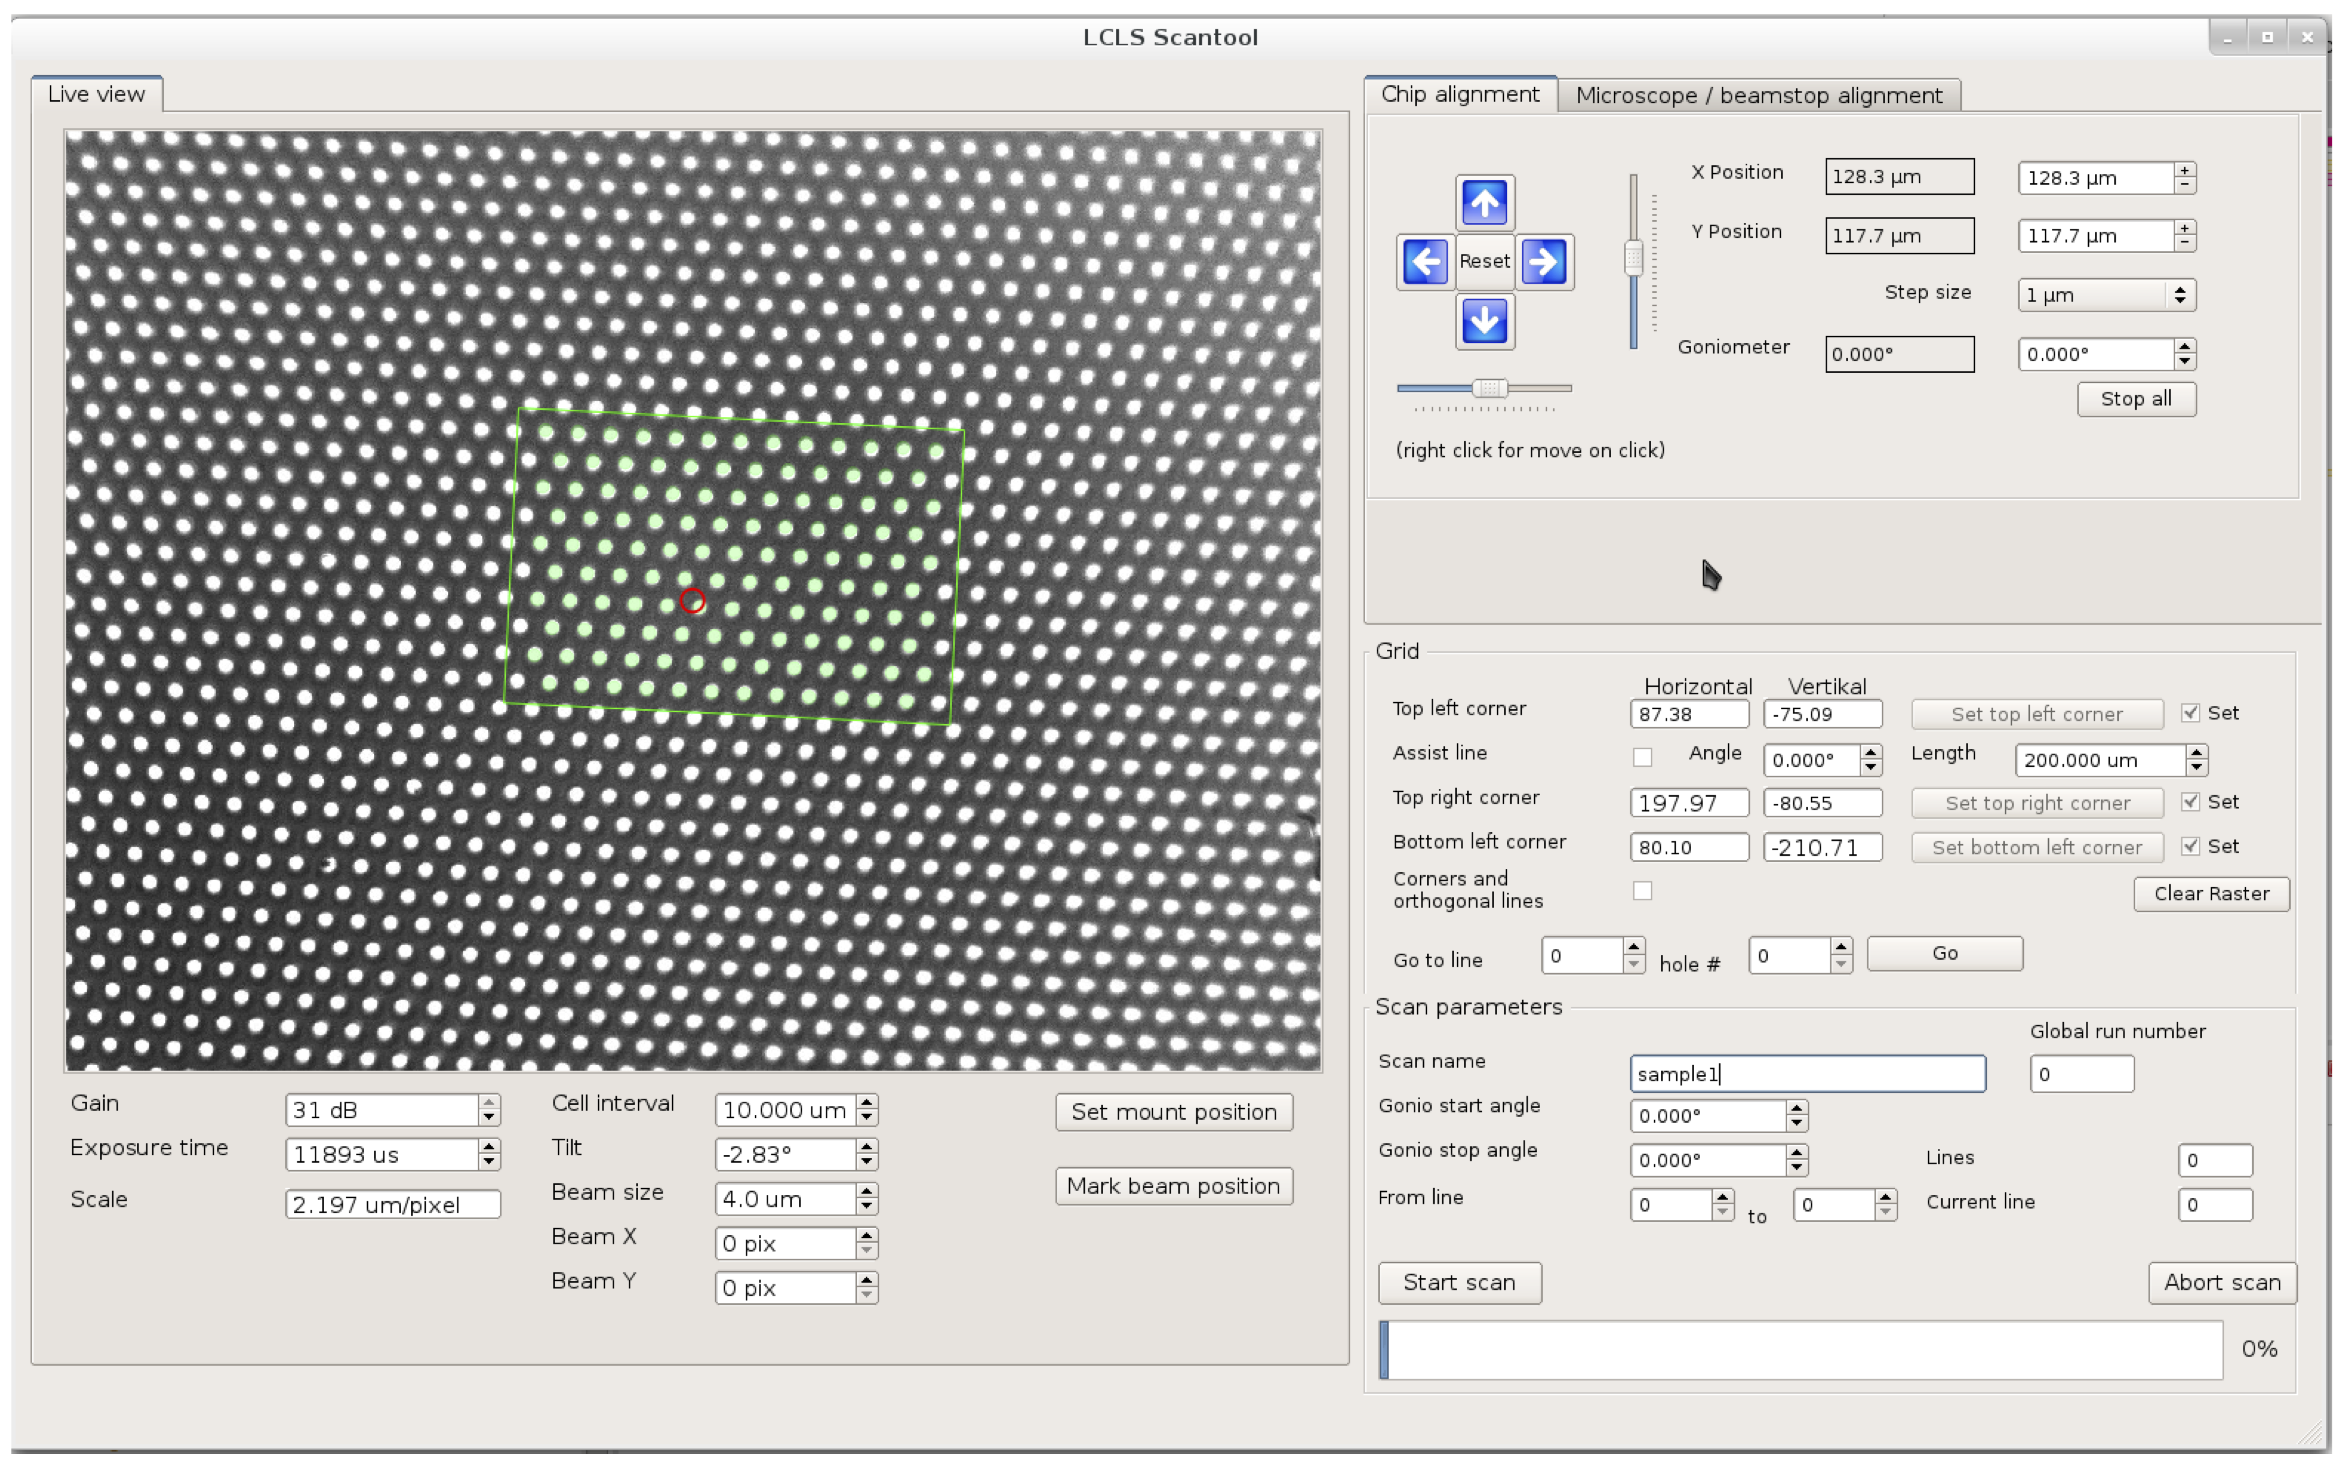 LCLS Scantool
Live view
Chip alignment
Microscope / beamstop alignment
X Position 128.3 µm 128.3 µm
Y Position 117.7 µm 117.7 µm
Reset
Step size 1 µm
Goniometer 0.000° 0.000°
Stop all
(right click for move on click)
Grid
Horizontal Vertikal
Top left corner 87.38 -75.09 Set top left corner Set
Assist line Angle 0.000° Length 200.000 um
Top right corner 197.97 -80.55 Set top right corner Set
Bottom left corner 80.10 -210.71 Set bottom left corner Set
Corners and
orthogonal lines
Clear Raster
Go to line 0 hole # 0 Go
Scan parameters
Global run number
Scan name sample1 0
Gonio start angle 0.000°
Gonio stop angle 0.000° Lines 0
From line 0 to 0 Current line 0
Start scan Abort scan
0%
Gain 31 dB Cell interval 10.000 um Set mount position
Exposure time 11893 us Tilt -2.83°
Scale 2.197 um/pixel Beam size 4.0 um Mark beam position
Beam X 0 pix
Beam Y 0 pix